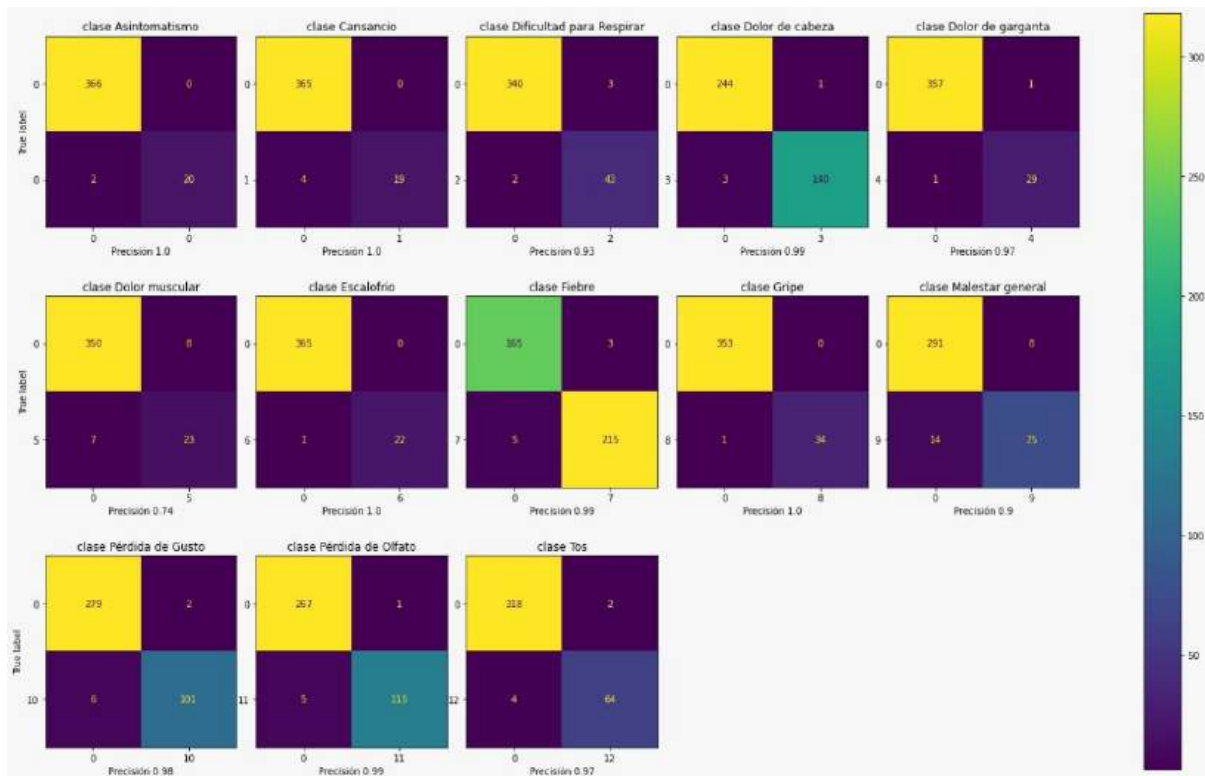 clase Asintomatismo clase Cansancio clase Dificultad para Respirar clase Dolor de cabeza clase Dolor de garganta
0 366 0 0 365 0 0 340 3 0 244 1 0 357 1
True label
0 2 20 1 4 19 2 2 43 3 3 140 4 1 29
0 0 0 1 0 2 0 3 0 4
Precisión 1.0 Precisión 1.0 Precisión 0.93 Precisión 0.99 Precisión 0.97
clase Dolor muscular clase Escalofrio clase Fiebre clase Gripe clase Malestar general
0 350 8 0 365 0 0 165 3 0 353 0 0 291 8
True label
5 7 23 6 1 22 7 5 215 8 1 34 9 14 75
0 5 0 6 0 7 0 8 0 9
Precisión 0.74 Precisión 1.0 Precisión 0.99 Precisión 1.0 Precisión 0.9
clase Pérdida de Gusto clase Pérdida de Olfato clase Tos
0 279 2 0 267 1 0 318 2
True label
10 6 101 11 5 115 12 4 64
0 10 0 11 0 12
Precisión 0.98 Precisión 0.99 Precisión 0.97
300
250
200
150
100
50